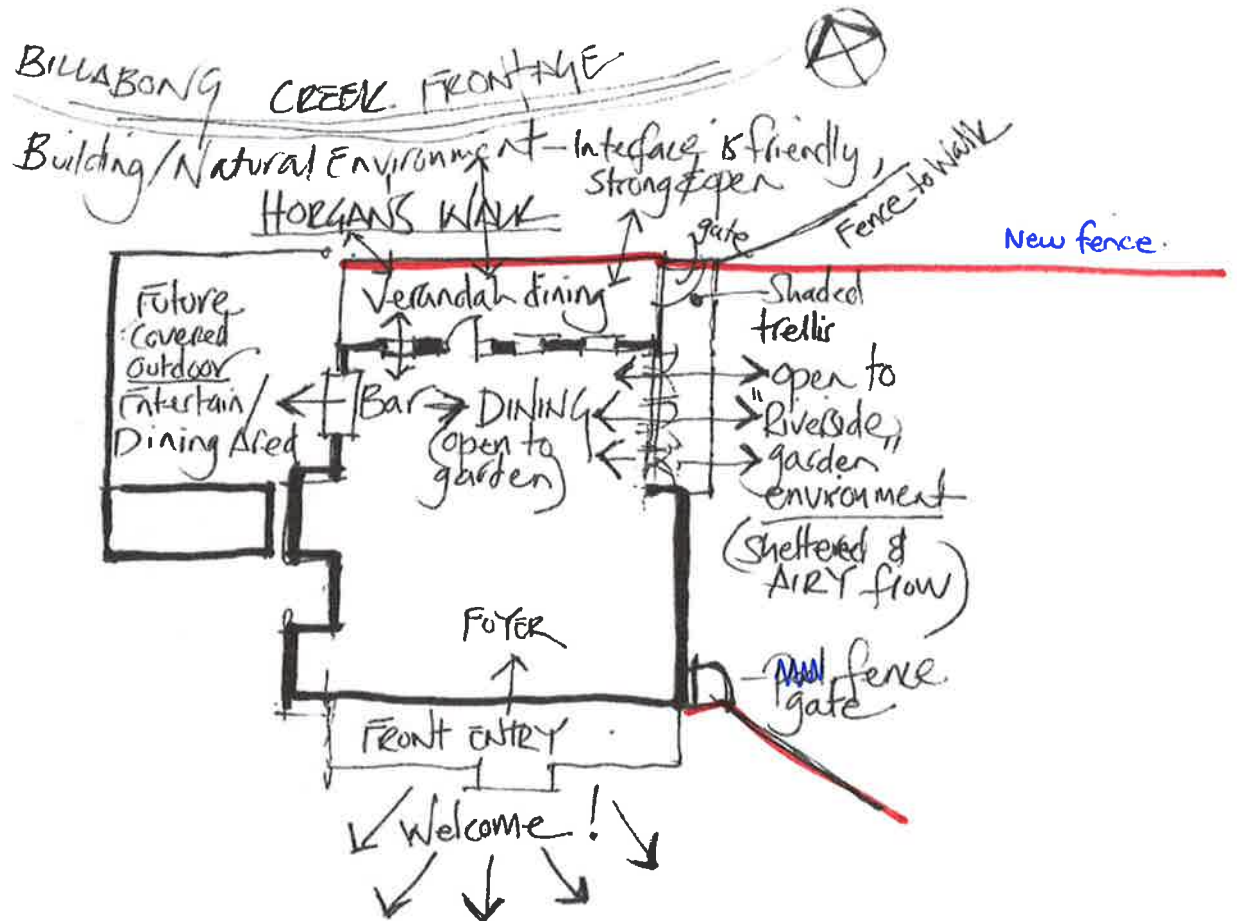 BILLABONG CREEK FRONTAGE
Building/Natural Environment - Interface is friendly,
strong & open
HORGANS WALK
gate
Fence to Walk
New fence.
Verandah dining
Shaded
trellis
Future
Covered
Outdoor
Entertain/
Dining Area
Bar
DINING
(open to
garden)
open to
"Riverside"
garden
environment
(sheltered &
AIRY flow)
FOYER
fence
gate
FRONT ENTRY
Welcome!